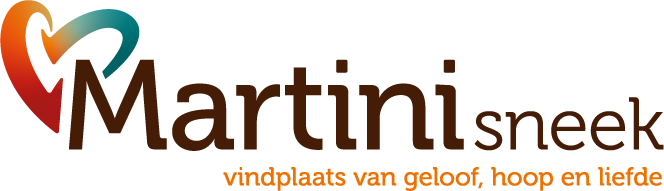 Martini sneek
vindplaats van geloof, hoop en liefde